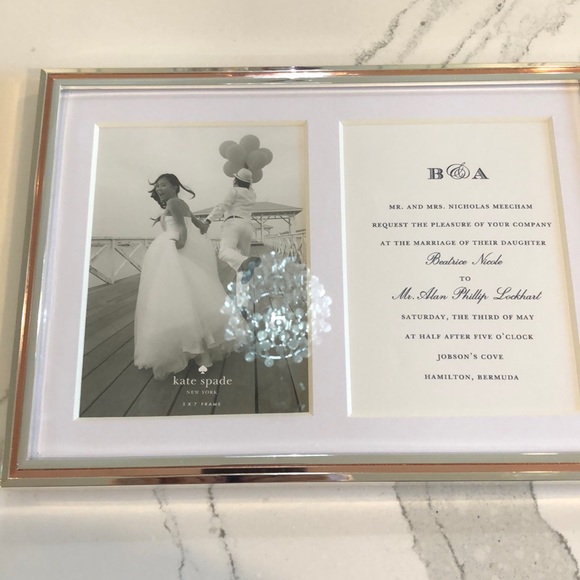 kate spade
NEW YORK
5 X 7 FRAME
B&A
MR. AND MRS. NICHOLAS MEECHAM
REQUEST THE PLEASURE OF YOUR COMPANY
AT THE MARRIAGE OF THEIR DAUGHTER
Beatrice Nicole
TO
Mr. Alan Phillip Lockhart
SATURDAY, THE THIRD OF MAY
AT HALF AFTER FIVE O'CLOCK
JOBSON'S COVE
HAMILTON, BERMUDA